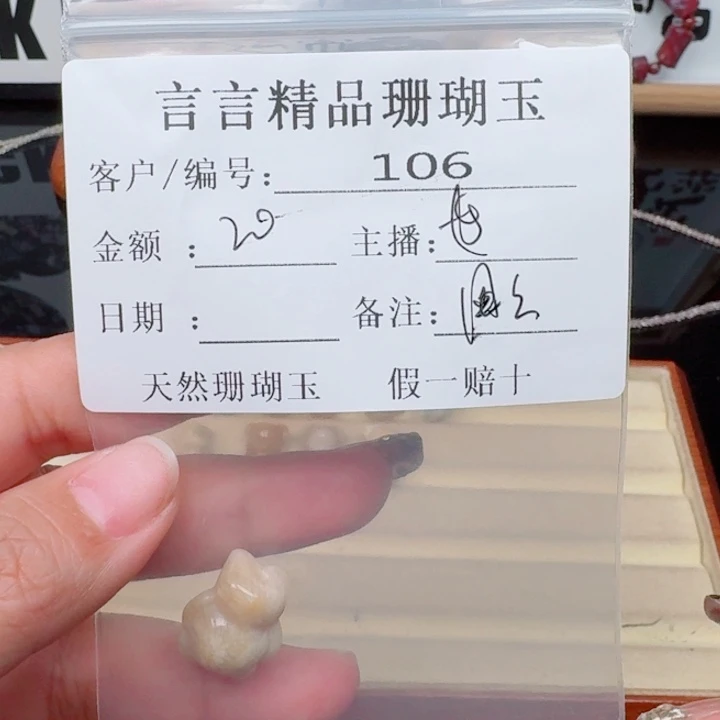 言言精品珊瑚玉
客户/编号: 106
金额 : 20 主播:
日期 : 备注:
天然珊瑚玉 假一赔十